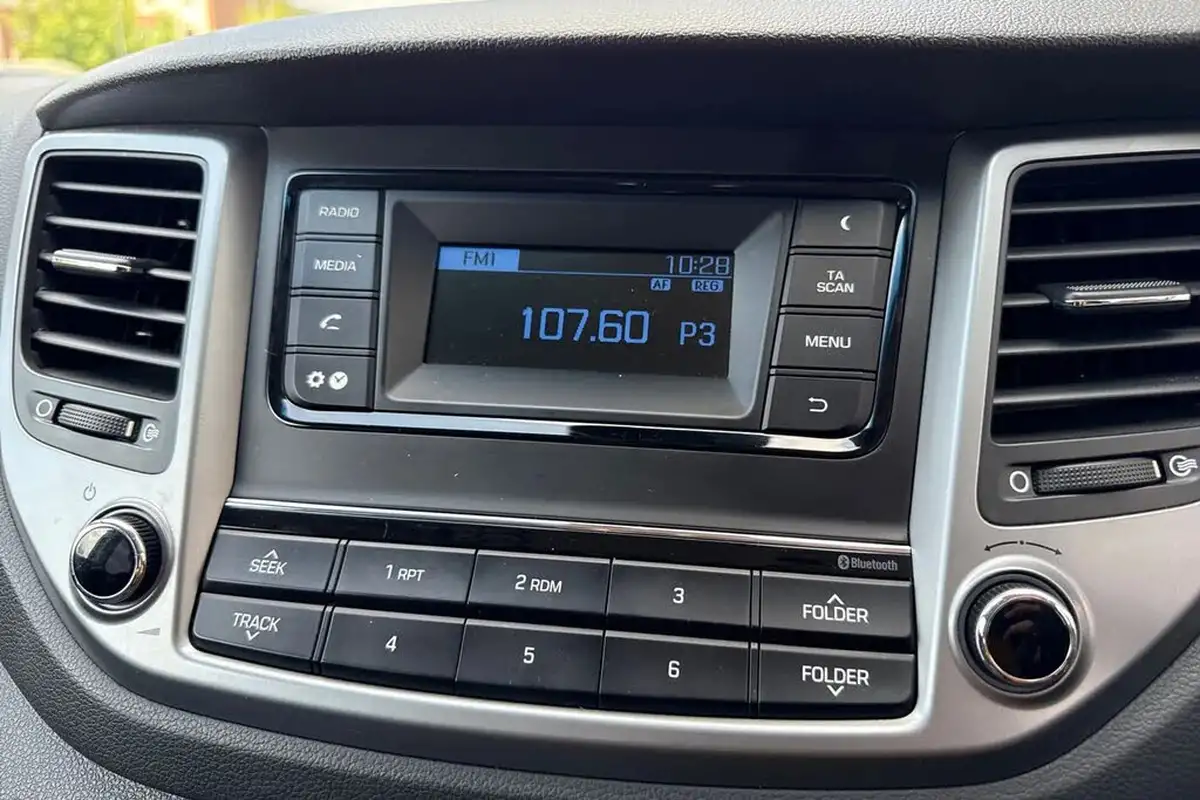 RADIO
MEDIA
FM1 10:28
AF REG
107.60 P3
TA
SCAN
MENU
Bluetooth
SEEK
1 RPT
2 RDM
3
FOLDER
TRACK
4
5
6
FOLDER